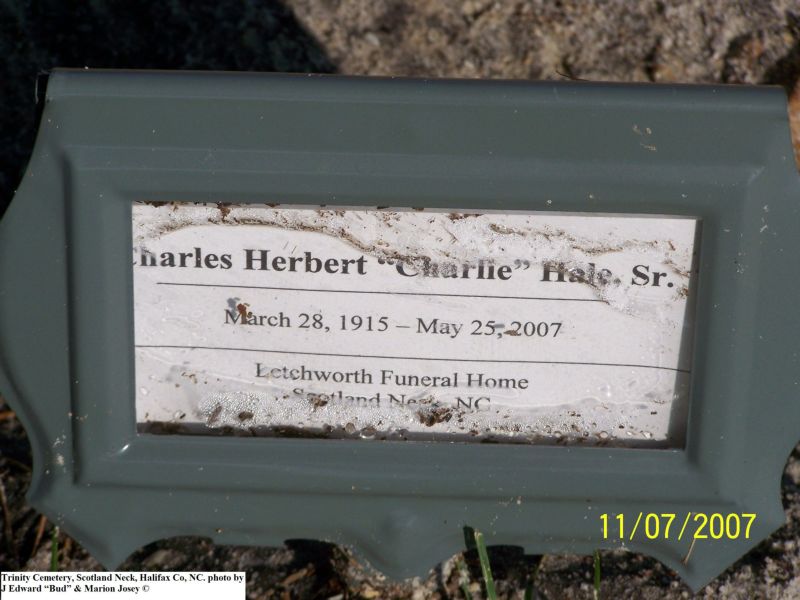 Charles Herbert “Charlie” Hale, Sr.
March 28, 1915 – May 25, 2007
Letchworth Funeral Home
Scotland Neck, NC
11/07/2007
Trinity Cemetery, Scotland Neck, Halifax Co, NC. photo by
J Edward “Bud” & Marion Josey ©